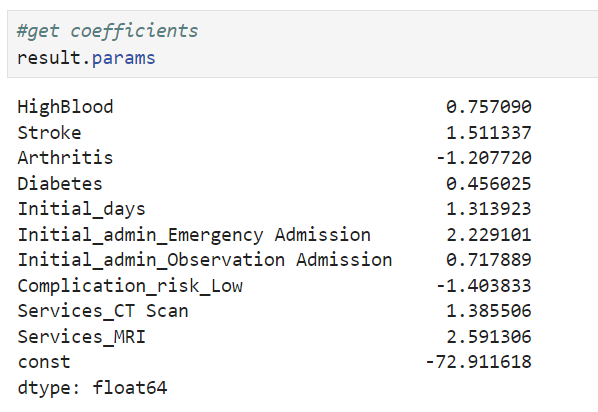 #get coefficients
result.params
HighBlood 0.757090
Stroke 1.511337
Arthritis -1.207720
Diabetes 0.456025
Initial_days 1.313923
Initial_admin_Emergency Admission 2.229101
Initial_admin_Observation Admission 0.717889
Complication_risk_Low -1.403833
Services_CT Scan 1.385506
Services_MRI 2.591306
const -72.911618
dtype: float64